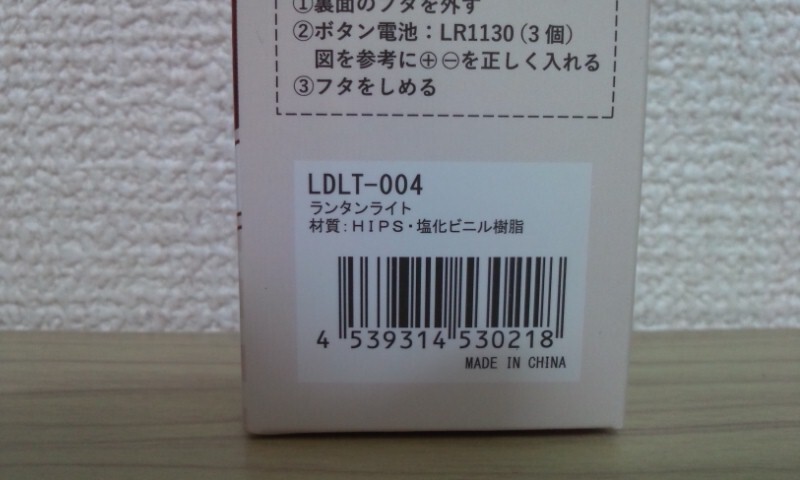 ①裏面のフタを外す
②ボタン電池：LR1130（3個）
図を参考に⊕⊖を正しく入れる
③フタをしめる
LDLT-004
ランタンライト
材質：HIPS・塩化ビニル樹脂
4 539314 530218
MADE IN CHINA